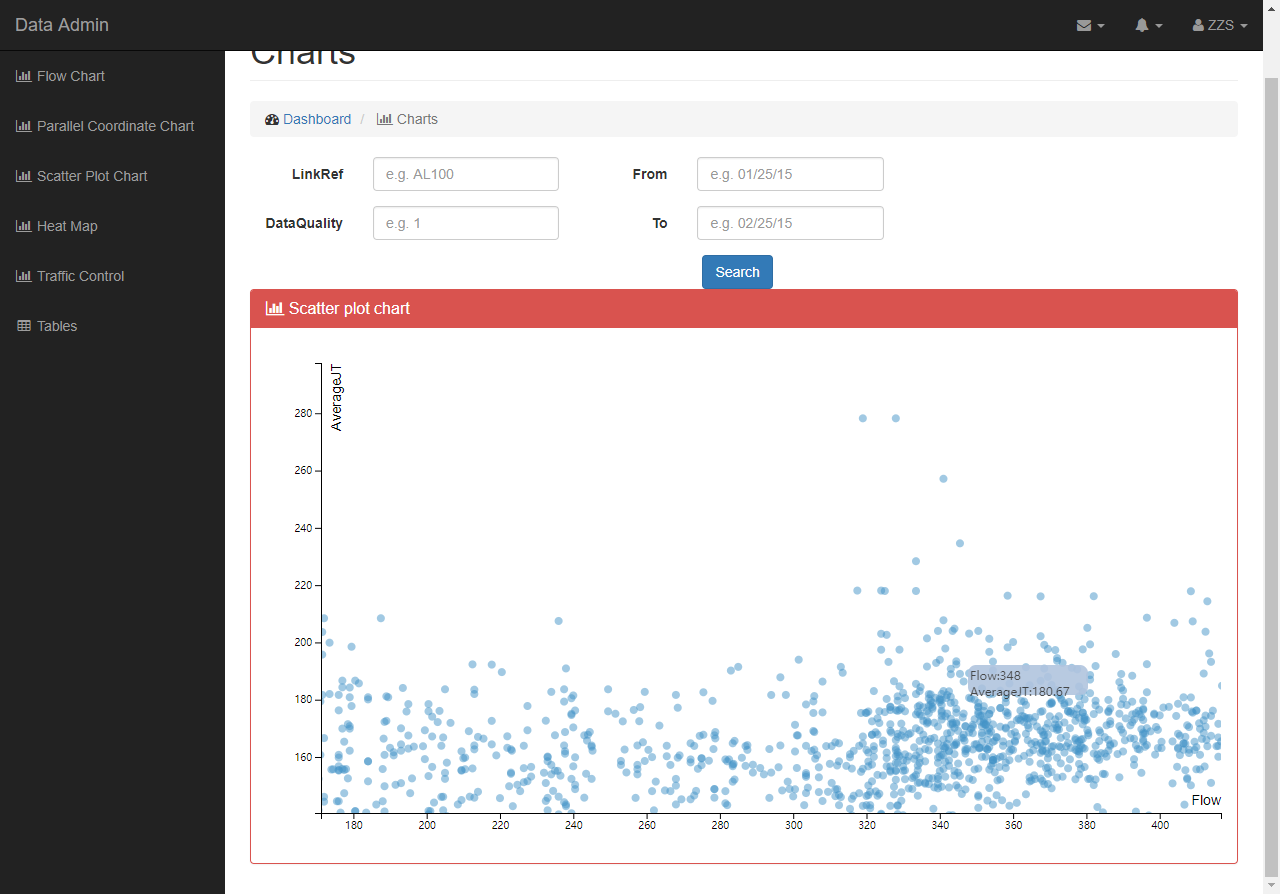 Data Admin
ZZS
Flow Chart
Parallel Coordinate Chart
Scatter Plot Chart
Heat Map
Traffic Control
Tables
Charts
Dashboard / Charts
LinkRef e.g. AL100 From e.g. 01/25/15
DataQuality e.g. 1 To e.g. 02/25/15
Search
Scatter plot chart
AverageJT
280
260
240
220
200
180
160
Flow:348
AverageJT:180.67
Flow
180 200 220 240 260 280 300 320 340 360 380 400